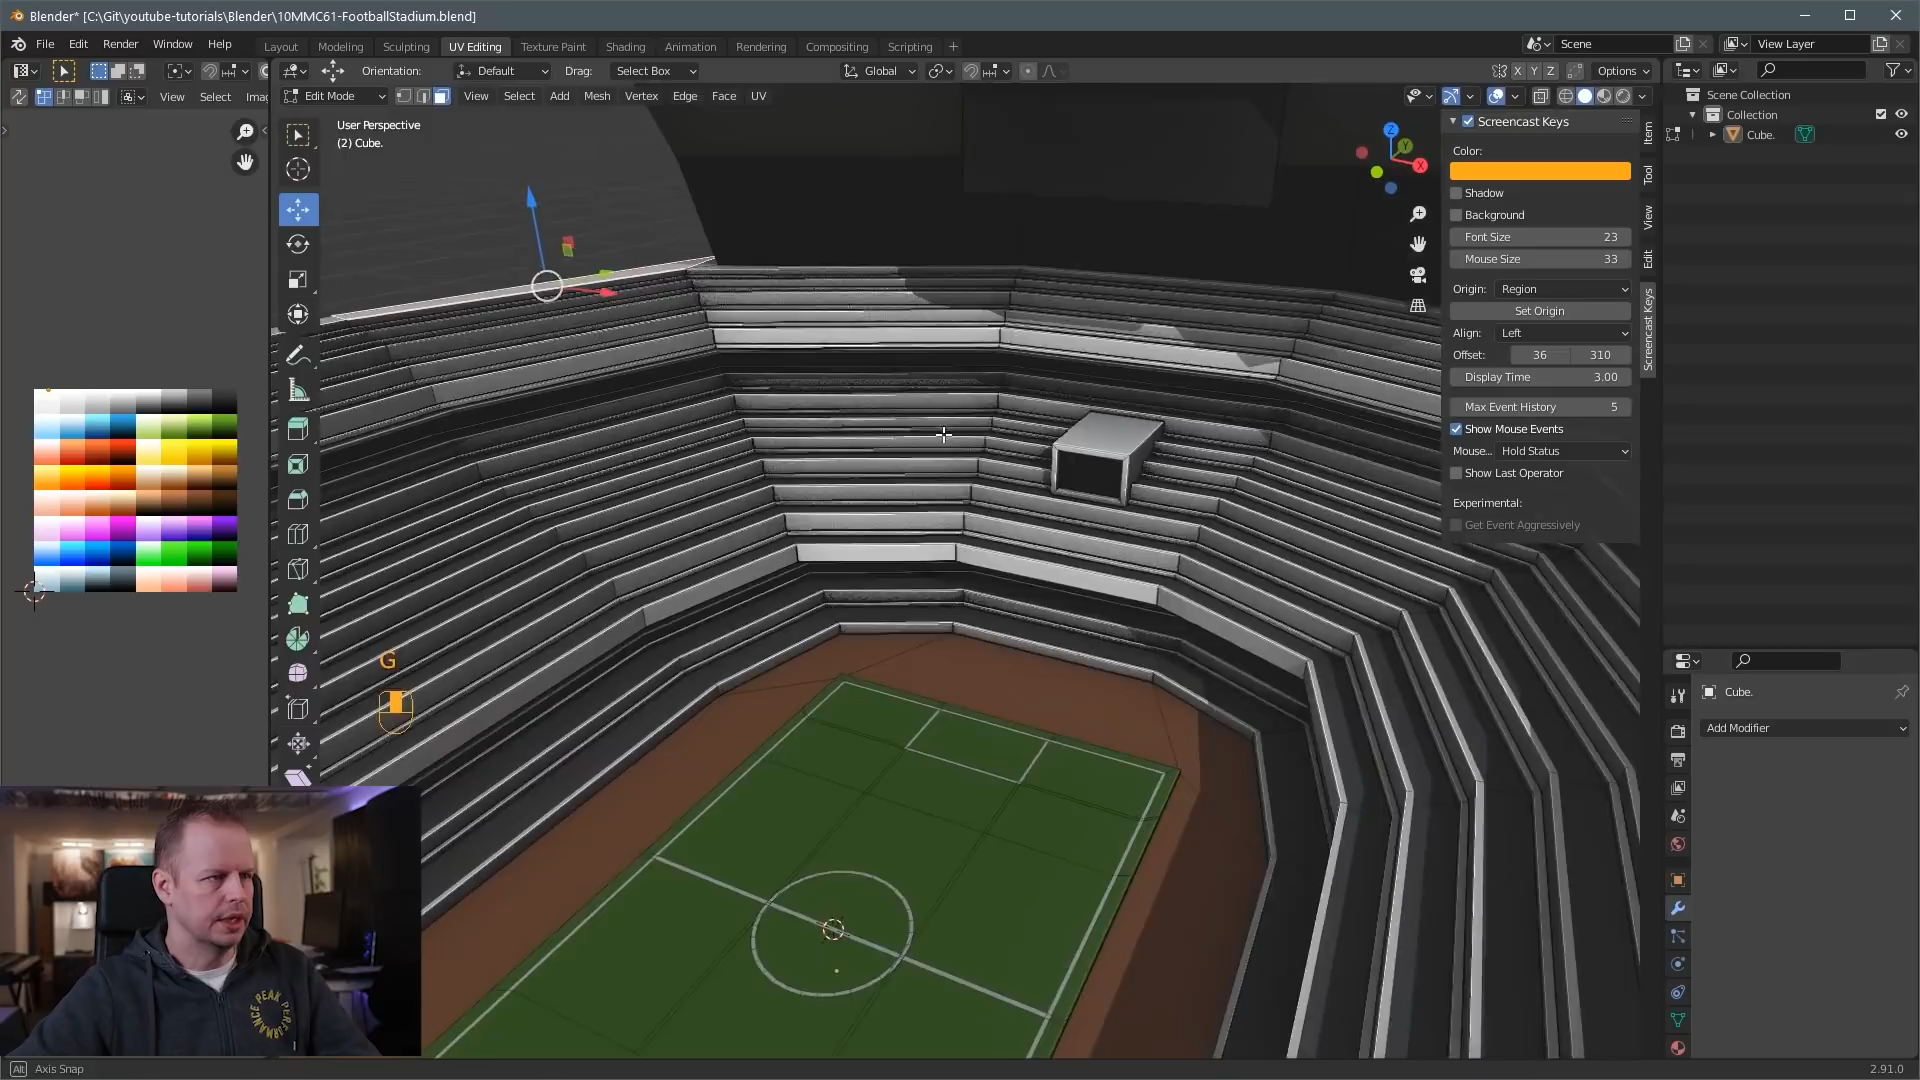 Blender* [C:\Git\youtube-tutorials\Blender\10MMC61-FootballStadium.blend]
File Edit Render Window Help
Layout Modeling Sculpting UV Editing Texture Paint Shading Animation Rendering Compositing Scripting +
Scene
View Layer
Orientation: Default Drag: Select Box
Global
X Y Z Options
View Select Imag
Edit Mode View Select Add Mesh Vertex Edge Face UV
User Perspective
(2) Cube.
Z
Y
X
Screencast Keys
Color:
Shadow
Background
Font Size 23
Mouse Size 33
Origin: Region
Set Origin
Align: Left
Offset: 36 310
Display Time 3.00
Max Event History 5
Show Mouse Events
Mouse... Hold Status
Show Last Operator
Experimental:
Get Event Aggressively
Item
Tool
View
Edit
Screencast Keys
Scene Collection
Collection
Cube.
Cube.
Add Modifier
G
PEAK PERFORMANCE
Alt Axis Snap
2.91.0